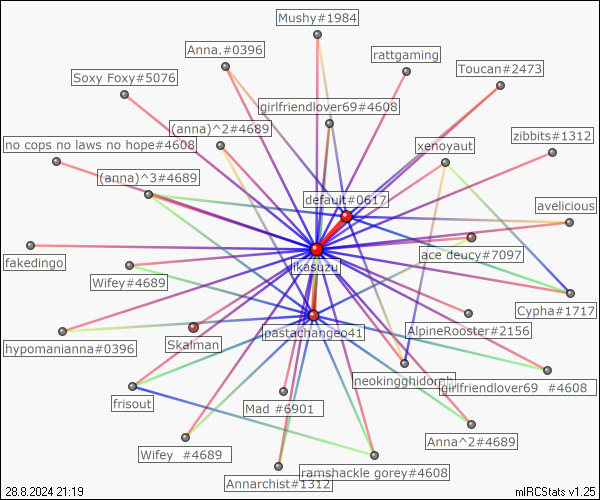 Mushy#1984
Anna.#0396
rattgaming
Toucan#2473
Soxy Foxy#5076
girlfriendlover69#4608
(anna)^2#4689
zibbits#1312
no cops no laws no hope#4608
xenoyaut
(anna)^3#4689
default#0617
avelicious
ace deucy#7097
fakedingo
ikasuzu
Wifey#4689
Cypha#1717
pastachangeo41
AlpineRooster#2156
Skalman
hypomanianna#0396
neokingghidorah
girlfriendlover69 #4608
frisout
Mad #6901
Anna^2#4689
Wifey #4689
ramshackle gorey#4608
Annarchist#1312
28.8.2024 21:19
mIRCStats v1.25